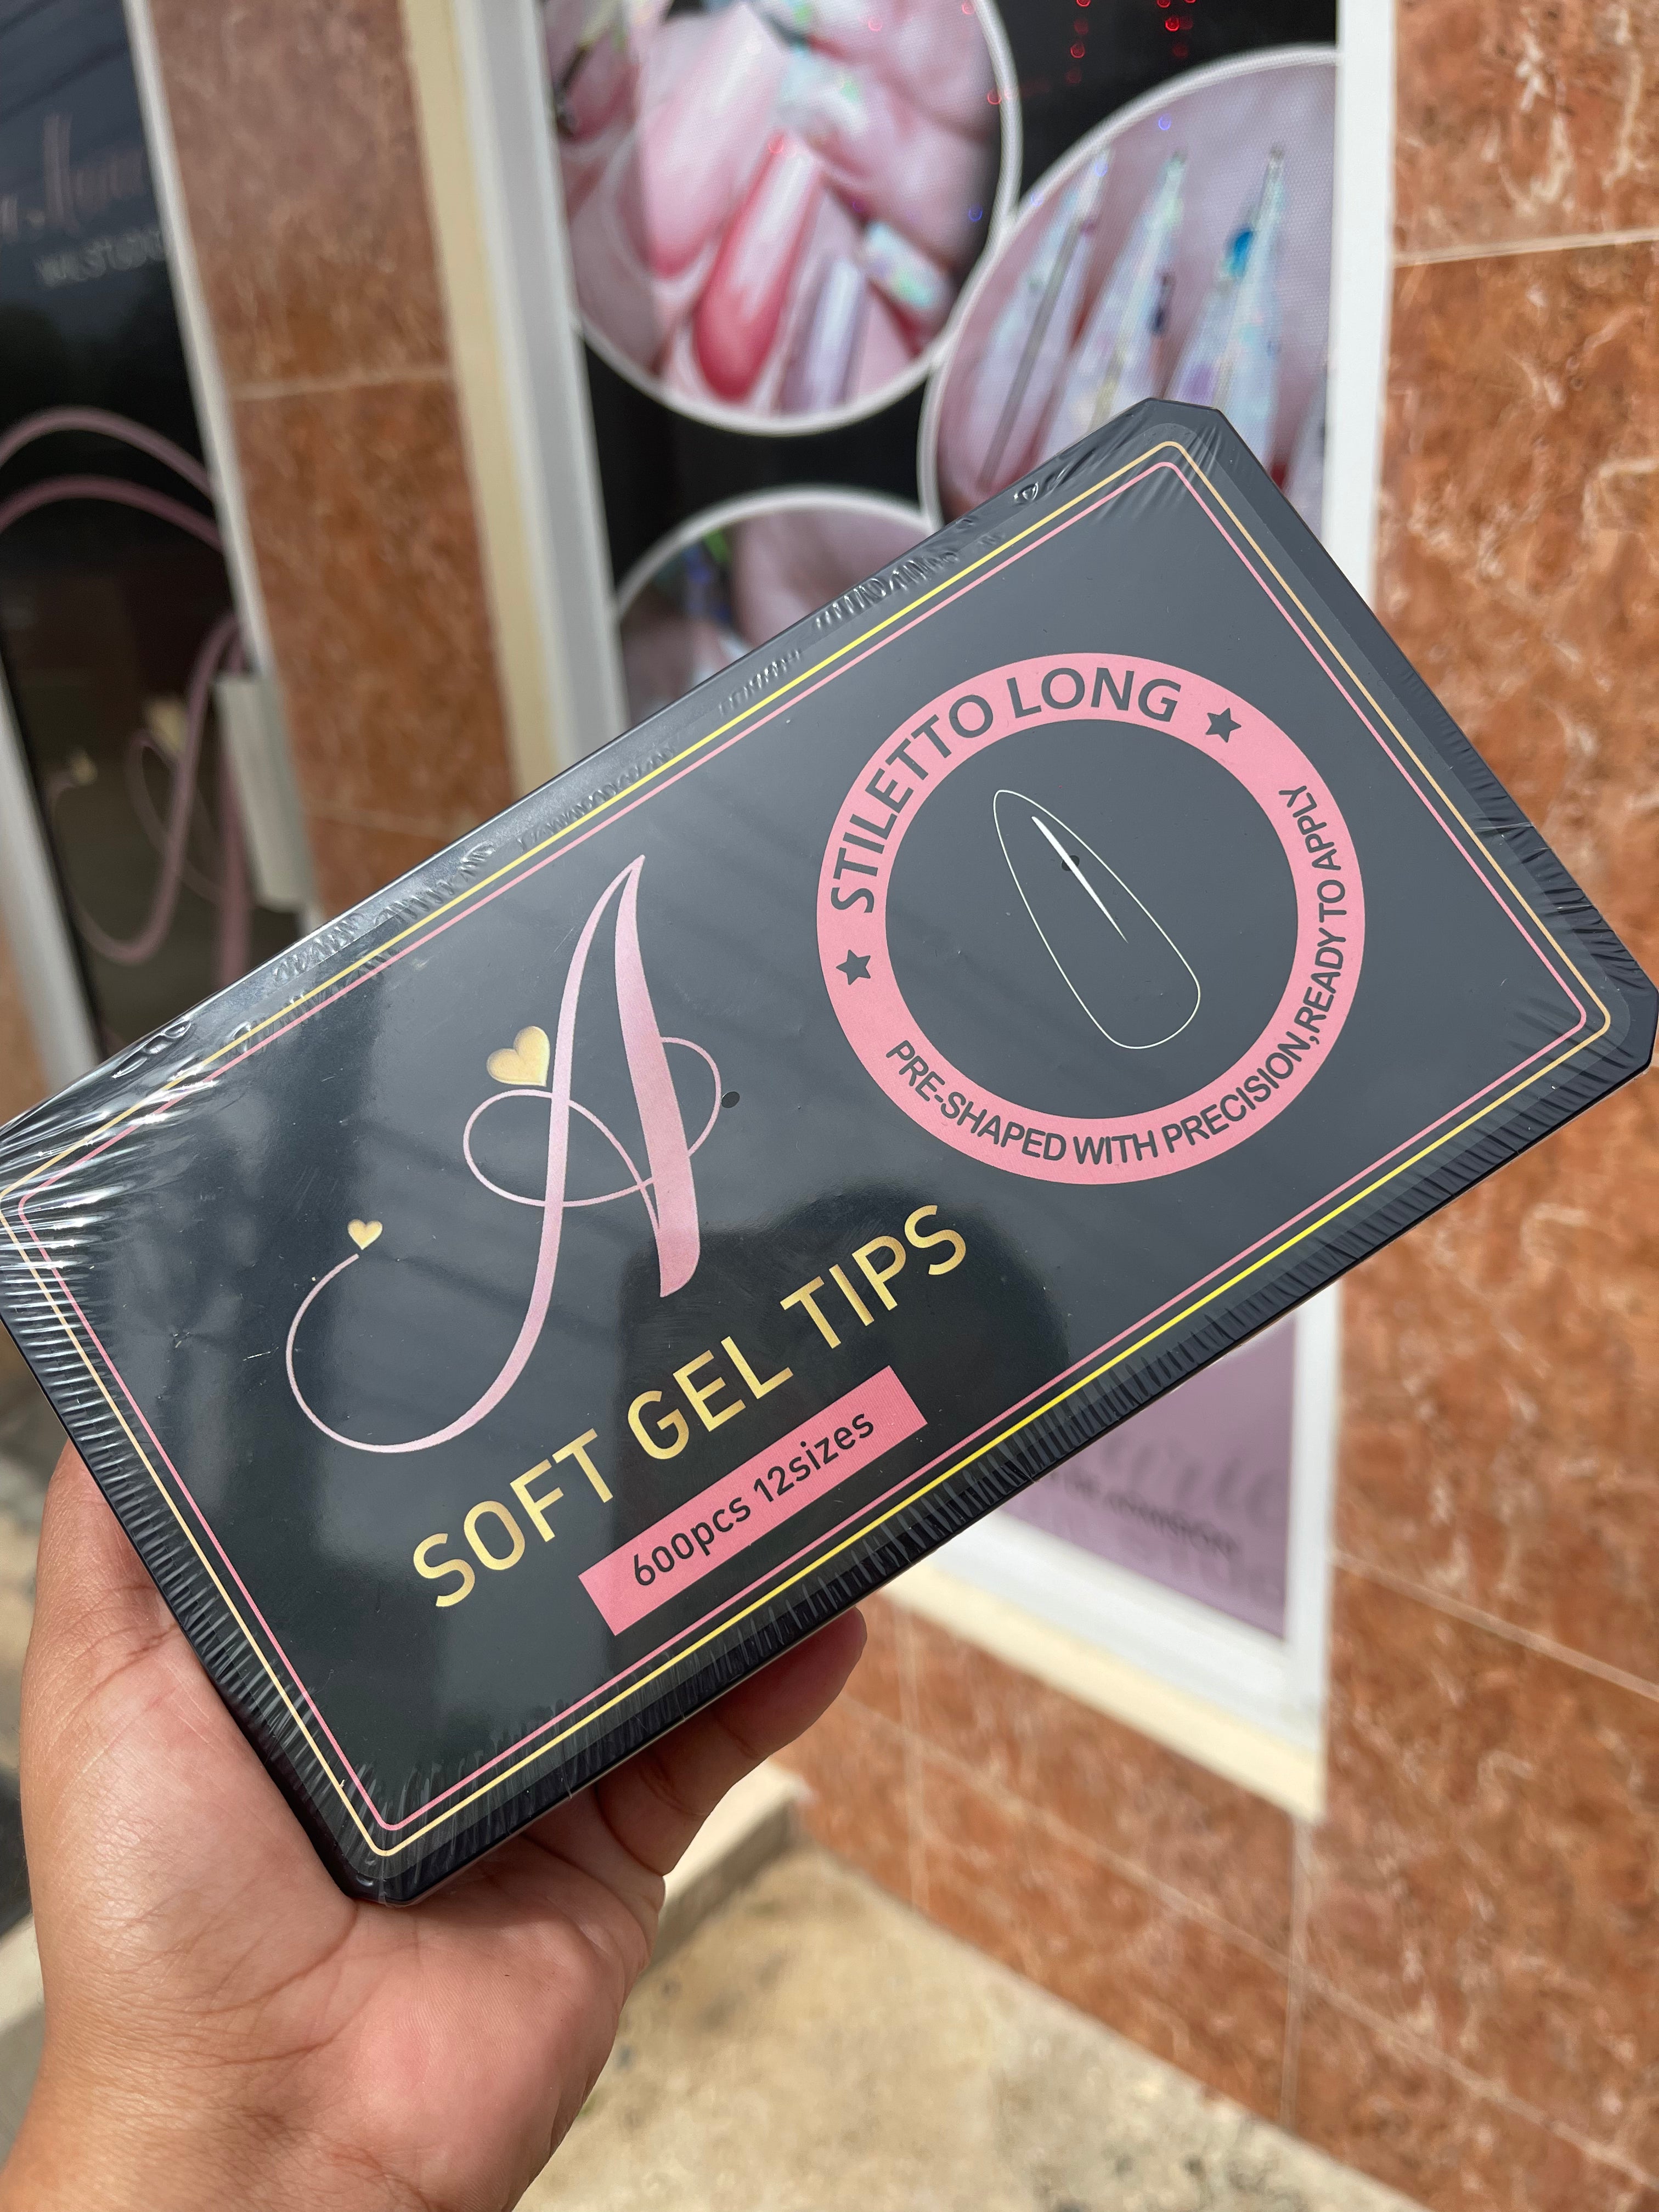 STILETTO LONG
PRE-SHAPED WITH PRECISION,READY TO APPLY
A
SOFT GEL TIPS
600pcs 12sizes